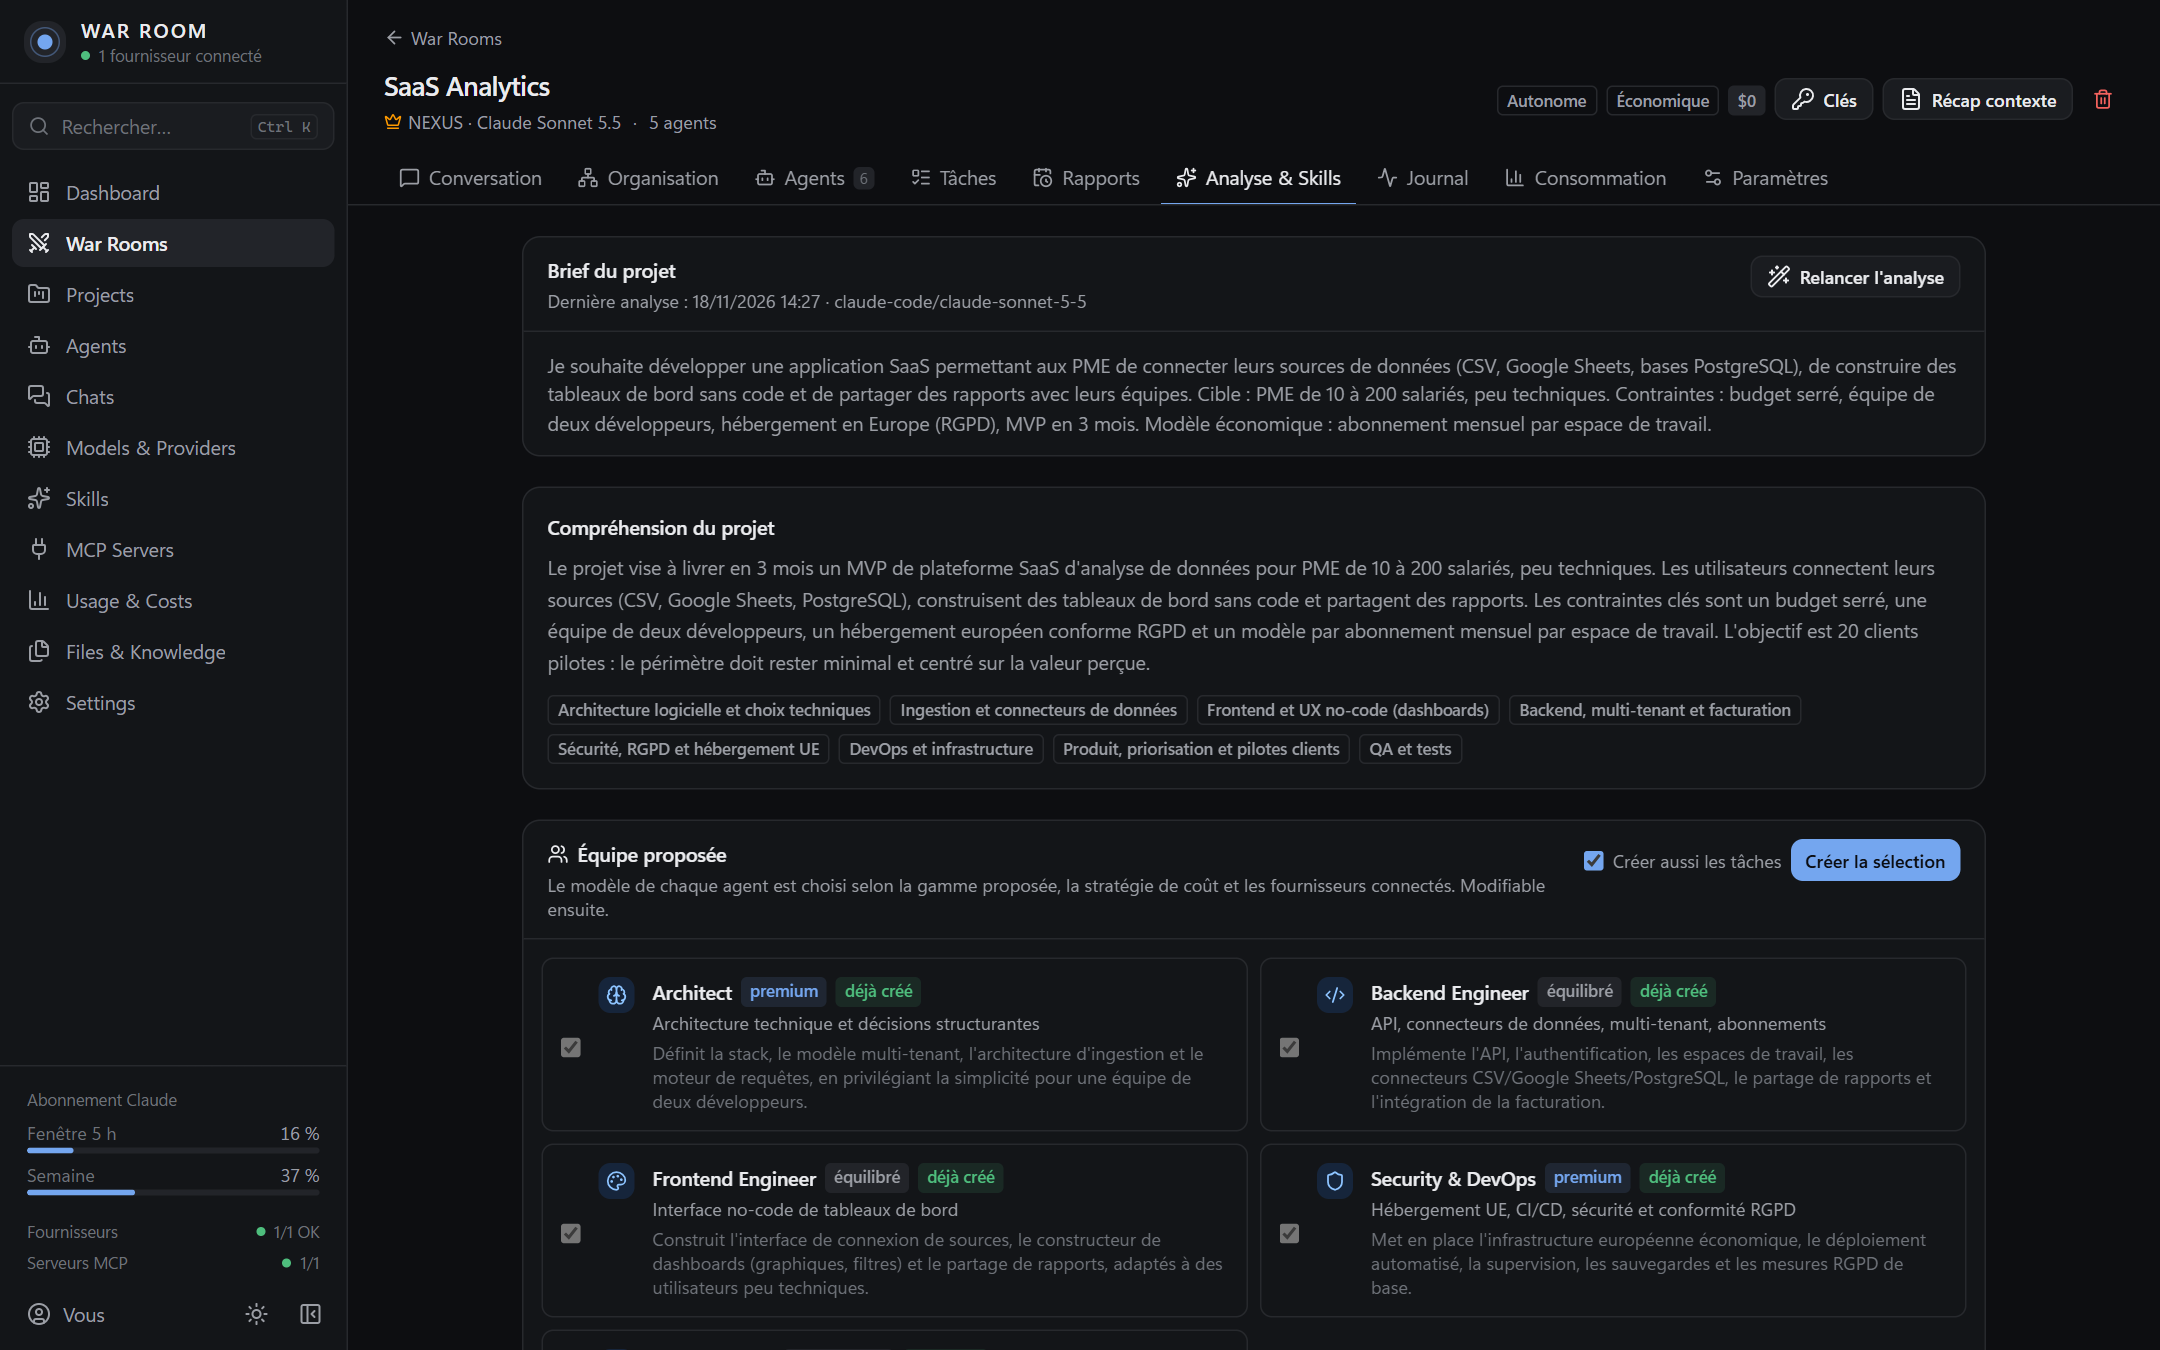 WAR ROOM
1 fournisseur connecté
Rechercher...
Ctrl K
Dashboard
War Rooms
Projects
Agents
Chats
Models & Providers
Skills
MCP Servers
Usage & Costs
Files & Knowledge
Settings
Abonnement Claude
Fenêtre 5 h 16 %
Semaine 37 %
Fournisseurs 1/1 OK
Serveurs MCP 1/1
Vous
War Rooms
SaaS Analytics
NEXUS · Claude Sonnet 5.5 · 5 agents
Autonome
Économique
$0
Clés
Récap contexte
Conversation
Organisation
Agents 6
Tâches
Rapports
Analyse & Skills
Journal
Consommation
Paramètres
Brief du projet
Dernière analyse : 18/11/2026 14:27 · claude-code/claude-sonnet-5-5
Relancer l'analyse
Je souhaite développer une application SaaS permettant aux PME de connecter leurs sources de données (CSV, Google Sheets, bases PostgreSQL), de construire des
tableaux de bord sans code et de partager des rapports avec leurs équipes. Cible : PME de 10 à 200 salariés, peu techniques. Contraintes : budget serré, équipe de
deux développeurs, hébergement en Europe (RGPD), MVP en 3 mois. Modèle économique : abonnement mensuel par espace de travail.
Compréhension du projet
Le projet vise à livrer en 3 mois un MVP de plateforme SaaS d'analyse de données pour PME de 10 à 200 salariés, peu techniques. Les utilisateurs connectent leurs
sources (CSV, Google Sheets, PostgreSQL), construisent des tableaux de bord sans code et partagent des rapports. Les contraintes clés sont un budget serré, une
équipe de deux développeurs, un hébergement européen conforme RGPD et un modèle par abonnement mensuel par espace de travail. L'objectif est 20 clients
pilotes : le périmètre doit rester minimal et centré sur la valeur perçue.
Architecture logicielle et choix techniques
Ingestion et connecteurs de données
Frontend et UX no-code (dashboards)
Backend, multi-tenant et facturation
Sécurité, RGPD et hébergement UE
DevOps et infrastructure
Produit, priorisation et pilotes clients
QA et tests
Équipe proposée
Le modèle de chaque agent est choisi selon la gamme proposée, la stratégie de coût et les fournisseurs connectés. Modifiable
ensuite.
Créer aussi les tâches
Créer la sélection
Architect premium déjà créé
Architecture technique et décisions structurantes
Définit la stack, le modèle multi-tenant, l'architecture d'ingestion et le
moteur de requêtes, en privilégiant la simplicité pour une équipe de
deux développeurs.
Backend Engineer équilibré déjà créé
API, connecteurs de données, multi-tenant, abonnements
Implémente l'API, l'authentification, les espaces de travail, les
connecteurs CSV/Google Sheets/PostgreSQL, le partage de rapports et
l'intégration de la facturation.
Frontend Engineer équilibré déjà créé
Interface no-code de tableaux de bord
Construit l'interface de connexion de sources, le constructeur de
dashboards (graphiques, filtres) et le partage de rapports, adaptés à des
utilisateurs peu techniques.
Security & DevOps premium déjà créé
Hébergement UE, CI/CD, sécurité et conformité RGPD
Met en place l'infrastructure européenne économique, le déploiement
automatisé, la supervision, les sauvegardes et les mesures RGPD de
base.